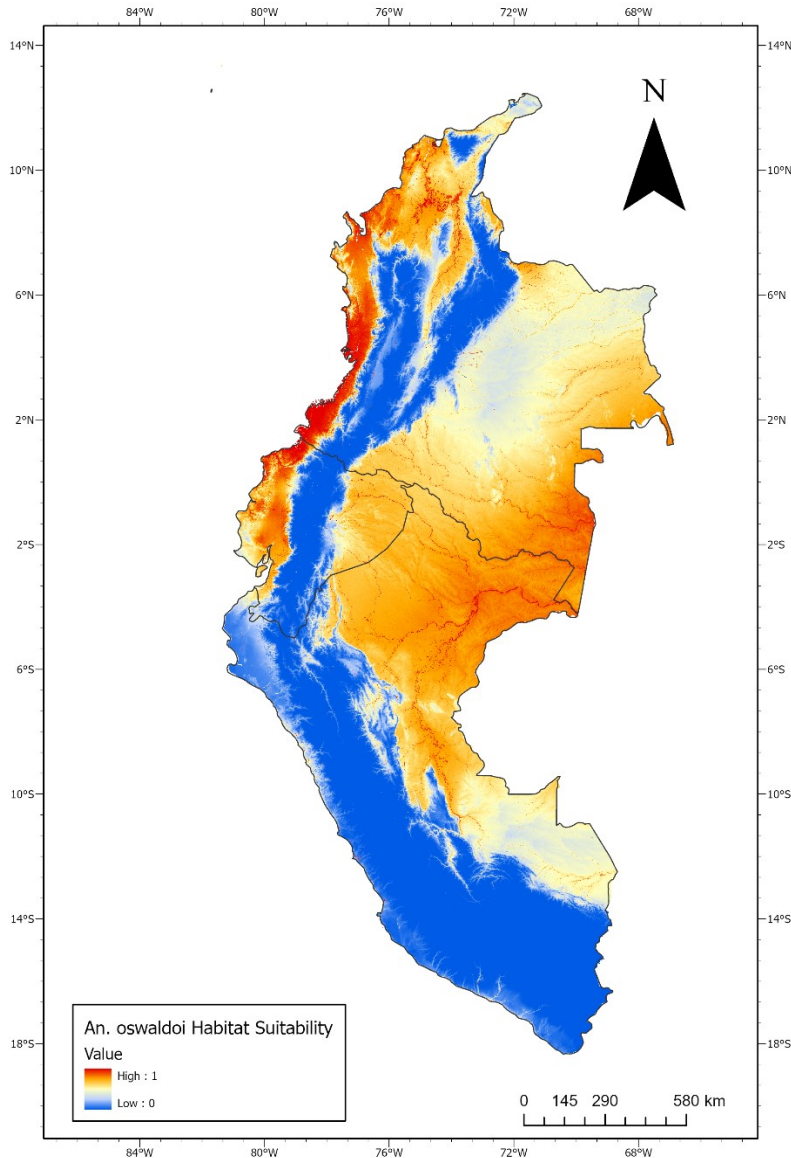 84°W 80°W 76°W 72°W 68°W
14°N 14°N
N
10°N 10°N
6°N 6°N
2°N 2°N
2°S 2°S
6°S 6°S
10°S 10°S
14°S 14°S
An. oswaldoi Habitat Suitability
Value
High : 1
Low : 0
18°S 18°S
0 145 290 580 km
84°W 80°W 76°W 72°W 68°W